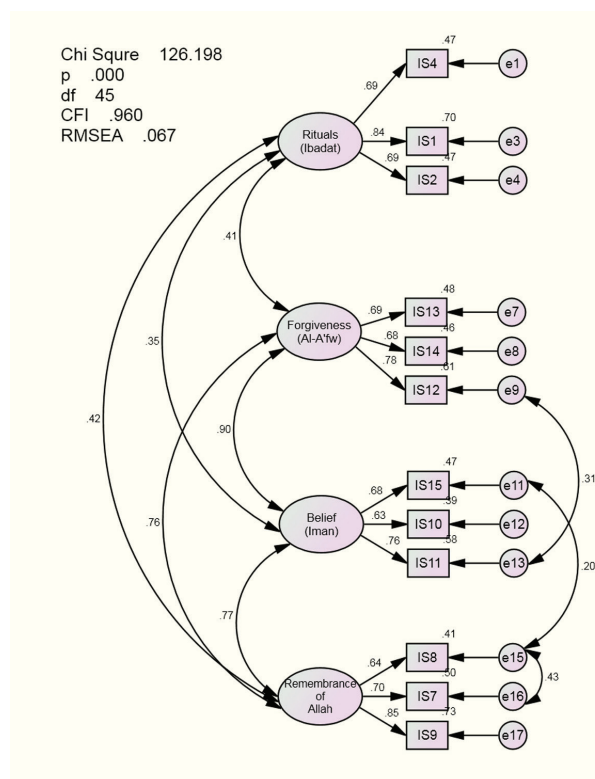 Chi Squre 126.198
p .000
df 45
CFI .960
RMSEA .067
.47
IS4 e1
.69
Rituals
(Ibadat)
.70
.84 IS1 e3
.47
.69 IS2 e4
.41
.48
.69 IS13 e7
Forgiveness
(Al-A'fw)
.46
.68 IS14 e8
.61
.78 IS12 e9
.35
.42
.90
.31
.47
.68 IS15 e11
Belief
(Iman)
.39
.63 IS10 e12
.58
.76 IS11 e13
.76
.20
.77
.41
.64 IS8 e15
Remembrance
of
Allah
.50
.70 IS7 e16
.43
.73
.85 IS9 e17